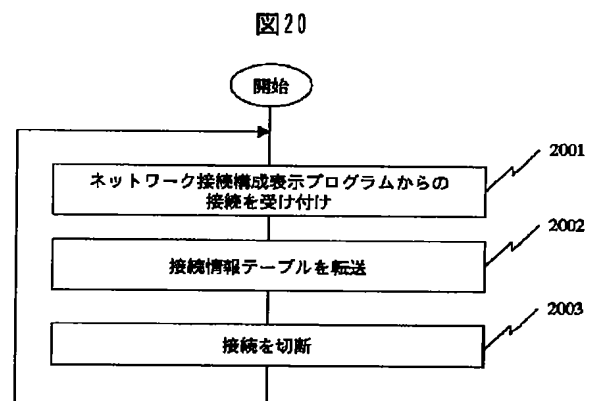 図20
開始
2001
ネットワーク接続構成表示プログラムからの
接続を受け付け
2002
接続情報テーブルを転送
2003
接続を切断